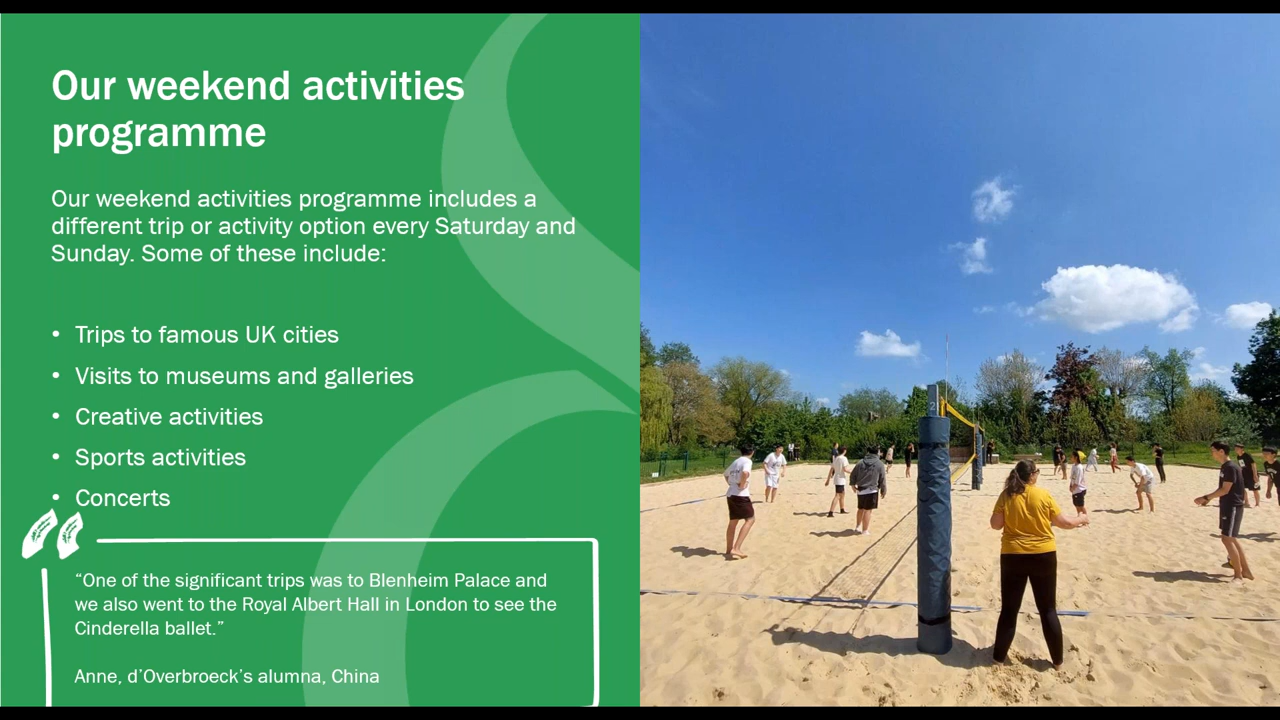 Our weekend activities
programme
Our weekend activities programme includes a
different trip or activity option every Saturday and
Sunday. Some of these include:
• Trips to famous UK cities
• Visits to museums and galleries
• Creative activities
• Sports activities
• Concerts
“One of the significant trips was to Blenheim Palace and
we also went to the Royal Albert Hall in London to see the
Cinderella ballet.”
Anne, d’Overbroeck’s alumna, China
2